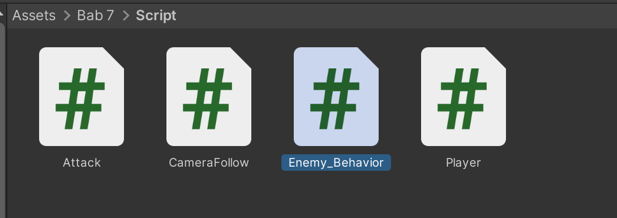 Assets > Bab 7 > Script
Attack
CameraFollow
Enemy_Behavior
Player